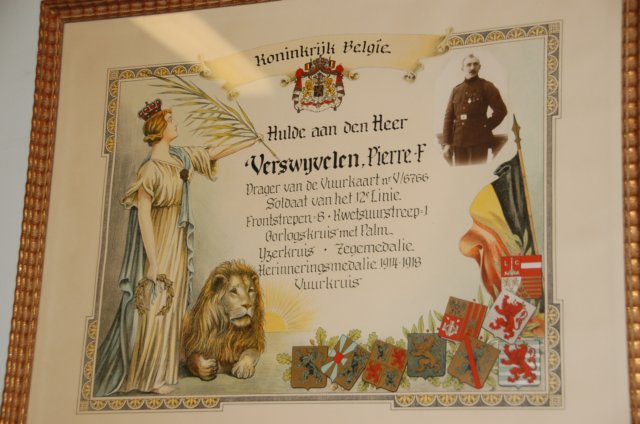 Koninkrijk België.
Hulde aan den Heer
Verswyvelen, Pierre-F
Drager van de Vuurkaart nr V/6766
Soldaat van het 12e Linie.
Frontstrepen-8 · Kwetsuurstreep-1
Oorlogskruis met Palm.
Yzerkruis · Zegemedalie.
Herinneringsmedalie 1914-1918
Vuurkruis